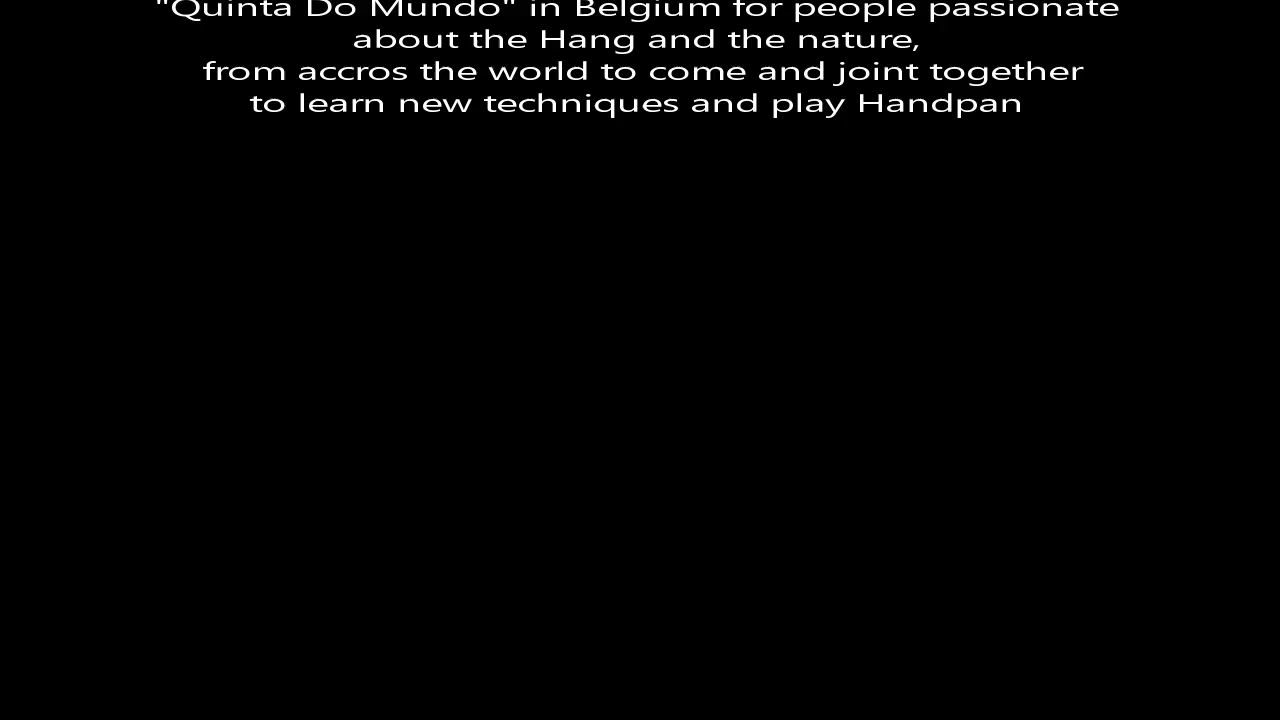 "Quinta Do Mundo" in Belgium for people passionate
about the Hang and the nature,
from accros the world to come and joint together
to learn new techniques and play Handpan